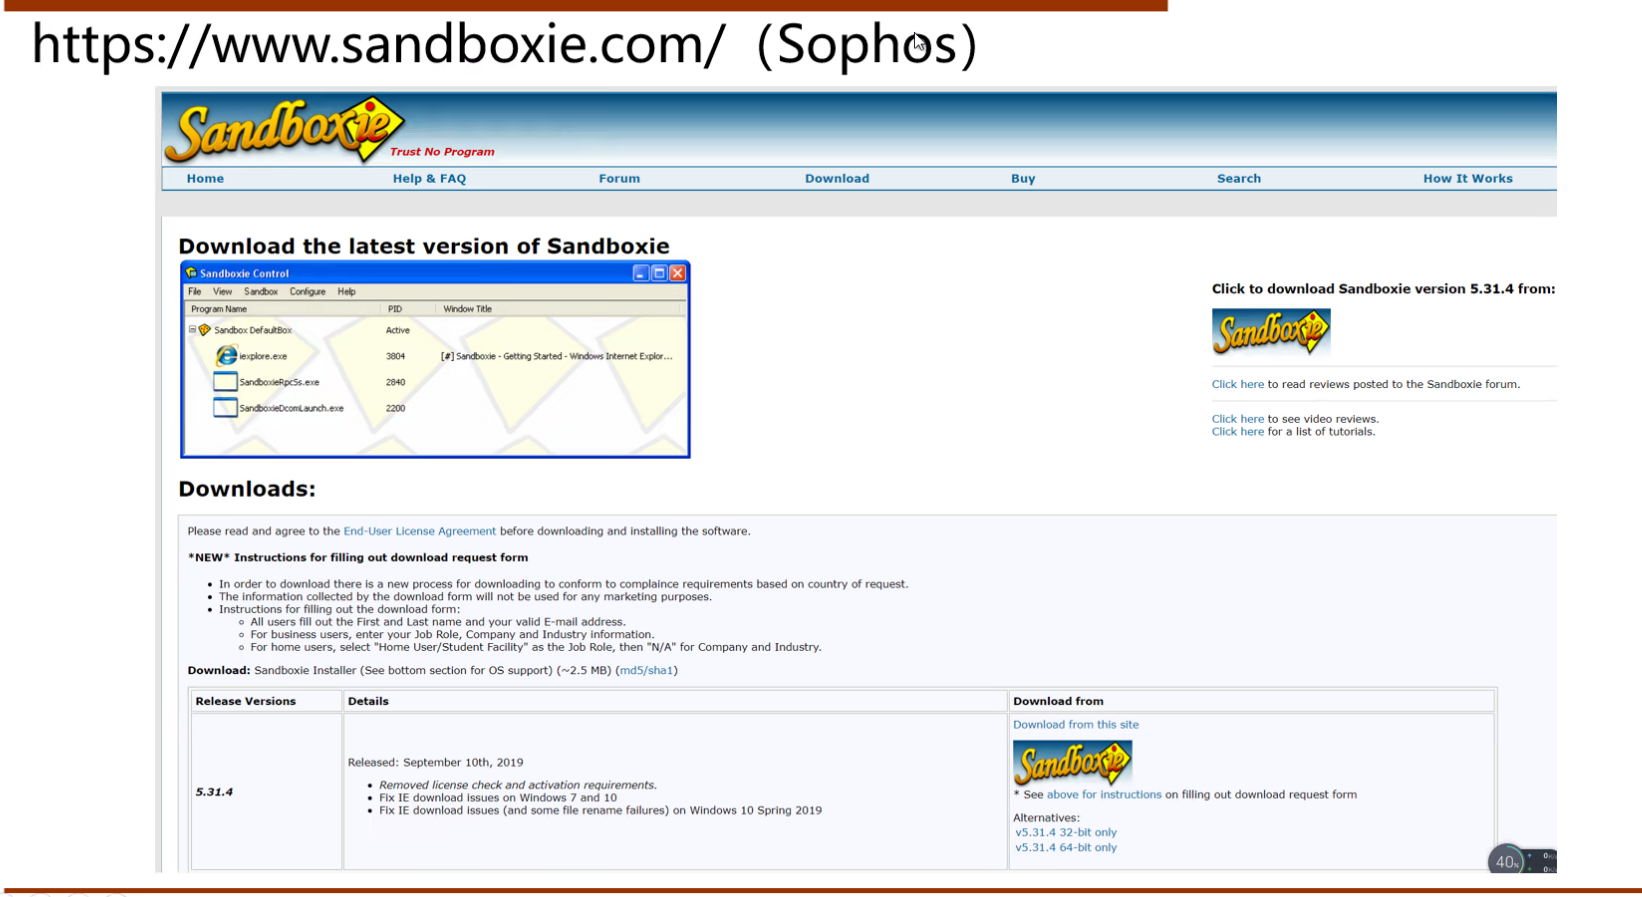 https://www.sandboxie.com/（Sophos）
Sandboxie
Trust No Program
Home Help & FAQ Forum Download Buy Search How It Works
Download the latest version of Sandboxie
Sandboxie Control
File View Sandbox Configure Help
Program Name PID Window Title
Sandbox DefaultBox Active
iexplore.exe 3804 [#] Sandboxie - Getting Started - Windows Internet Explor...
SandboxieRpcSs.exe 2840
SandboxieDcomLaunch.exe 2200
Click to download Sandboxie version 5.31.4 from:
Sandboxie
Click here to read reviews posted to the Sandboxie forum.
Click here to see video reviews.
Click here for a list of tutorials.
Downloads:
Please read and agree to the End-User License Agreement before downloading and installing the software.
*NEW* Instructions for filling out download request form
• In order to download there is a new process for downloading to conform to complaince requirements based on country of request.
• The information collected by the download form will not be used for any marketing purposes.
• Instructions for filling out the download form:
◦ All users fill out the First and Last name and your valid E-mail address.
◦ For business users, enter your Job Role, Company and Industry information.
◦ For home users, select "Home User/Student Facility" as the Job Role, then "N/A" for Company and Industry.
Download: Sandboxie Installer (See bottom section for OS support) (~2.5 MB) (md5/sha1)
Release Versions Details Download from
5.31.4
Released: September 10th, 2019
• Removed license check and activation requirements.
• Fix IE download issues on Windows 7 and 10
• Fix IE download issues (and some file rename failures) on Windows 10 Spring 2019
Download from this site
Sandboxie
* See above for instructions on filling out download request form
Alternatives:
v5.31.4 32-bit only
v5.31.4 64-bit only
40%